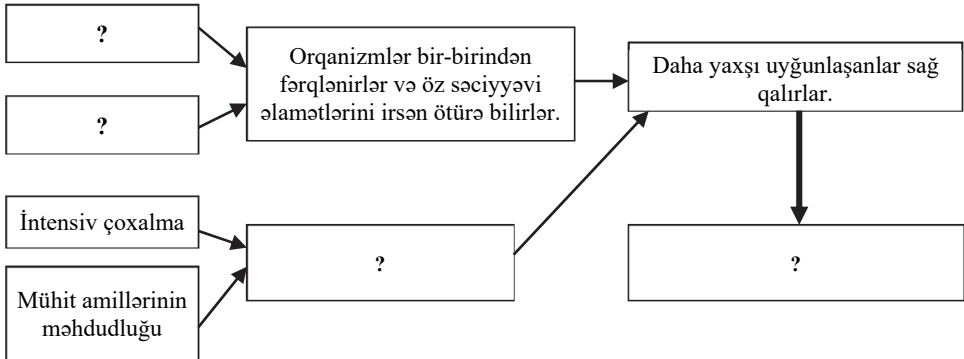 ?
?
Orqanizmlər bir-birindən
fərqlənirlər və öz səciyyəvi
əlamətlərini irsən ötürə bilirlər.
Daha yaxşı uyğunlaşanlar sağ
qalırlar.
İntensiv çoxalma
Mühit amillərinin
məhdudluğu
?
?